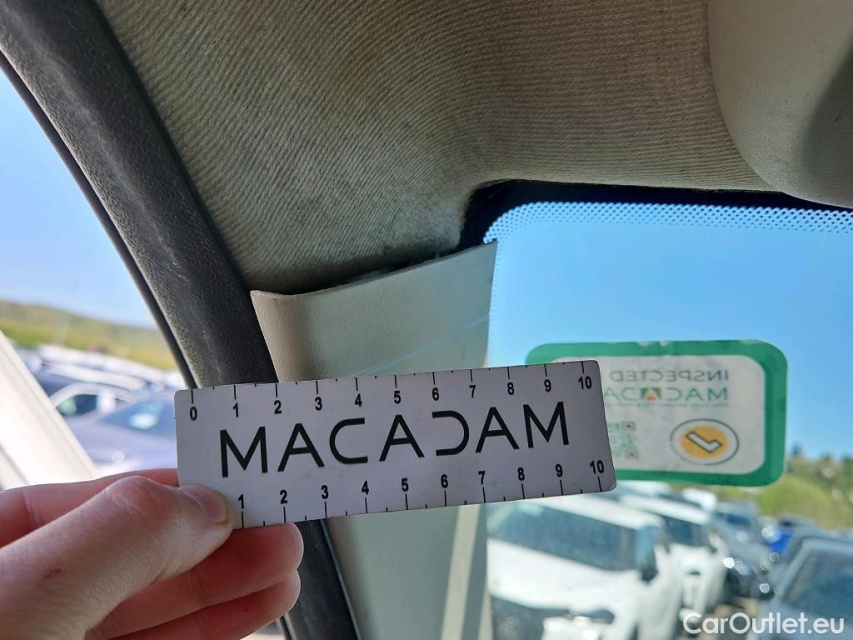 0 1 2 3 4 5 6 7 8 9 10
MACADAM
1 2 3 4 5 6 7 8 9 10
INSPECTED
MACADAM
CarOutlet.eu